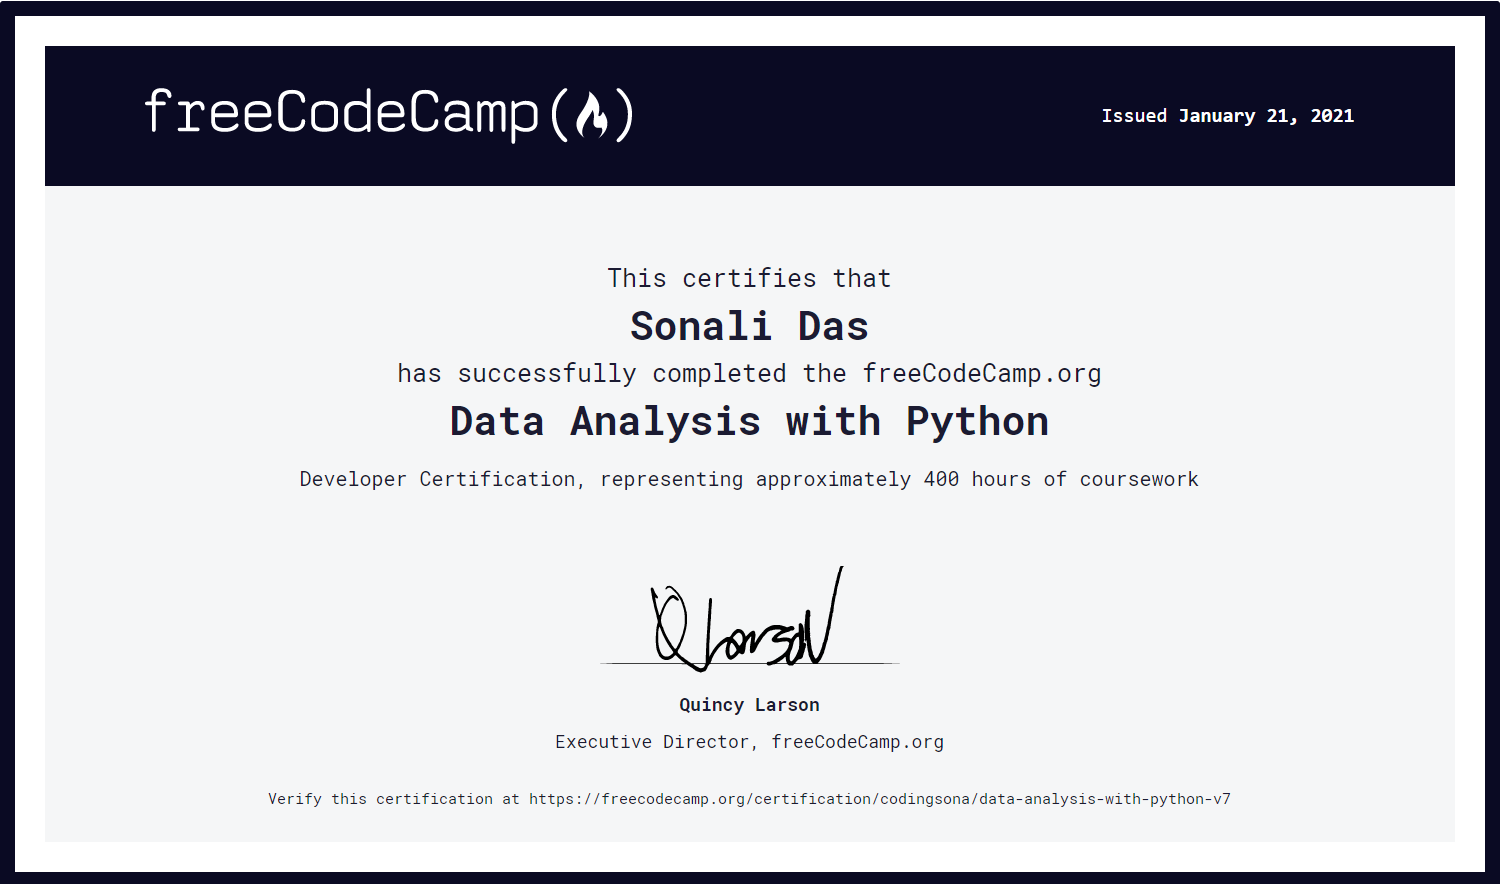 freeCodeCamp()
Issued January 21, 2021
This certifies that
Sonali Das
has successfully completed the freeCodeCamp.org
Data Analysis with Python
Developer Certification, representing approximately 400 hours of coursework
QLarson
Quincy Larson
Executive Director, freeCodeCamp.org
Verify this certification at https://freecodecamp.org/certification/codingsona/data-analysis-with-python-v7